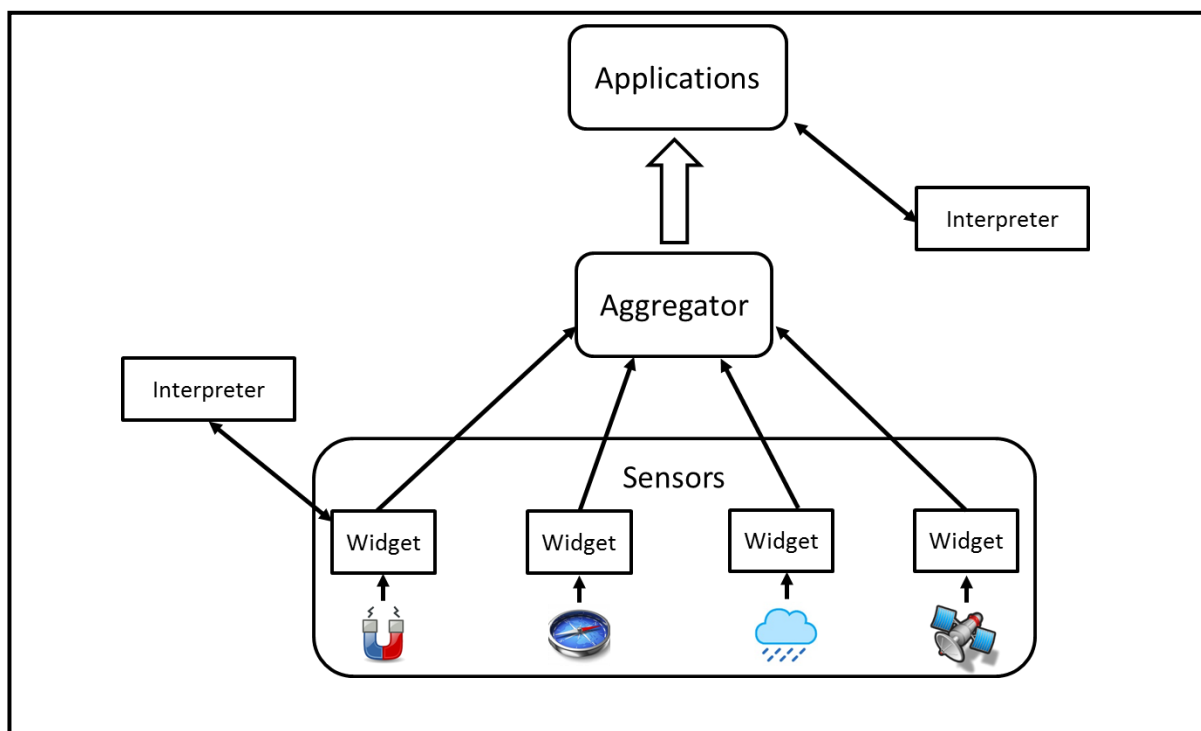 Applications
Interpreter
Aggregator
Interpreter
Sensors
Widget
Widget
Widget
Widget